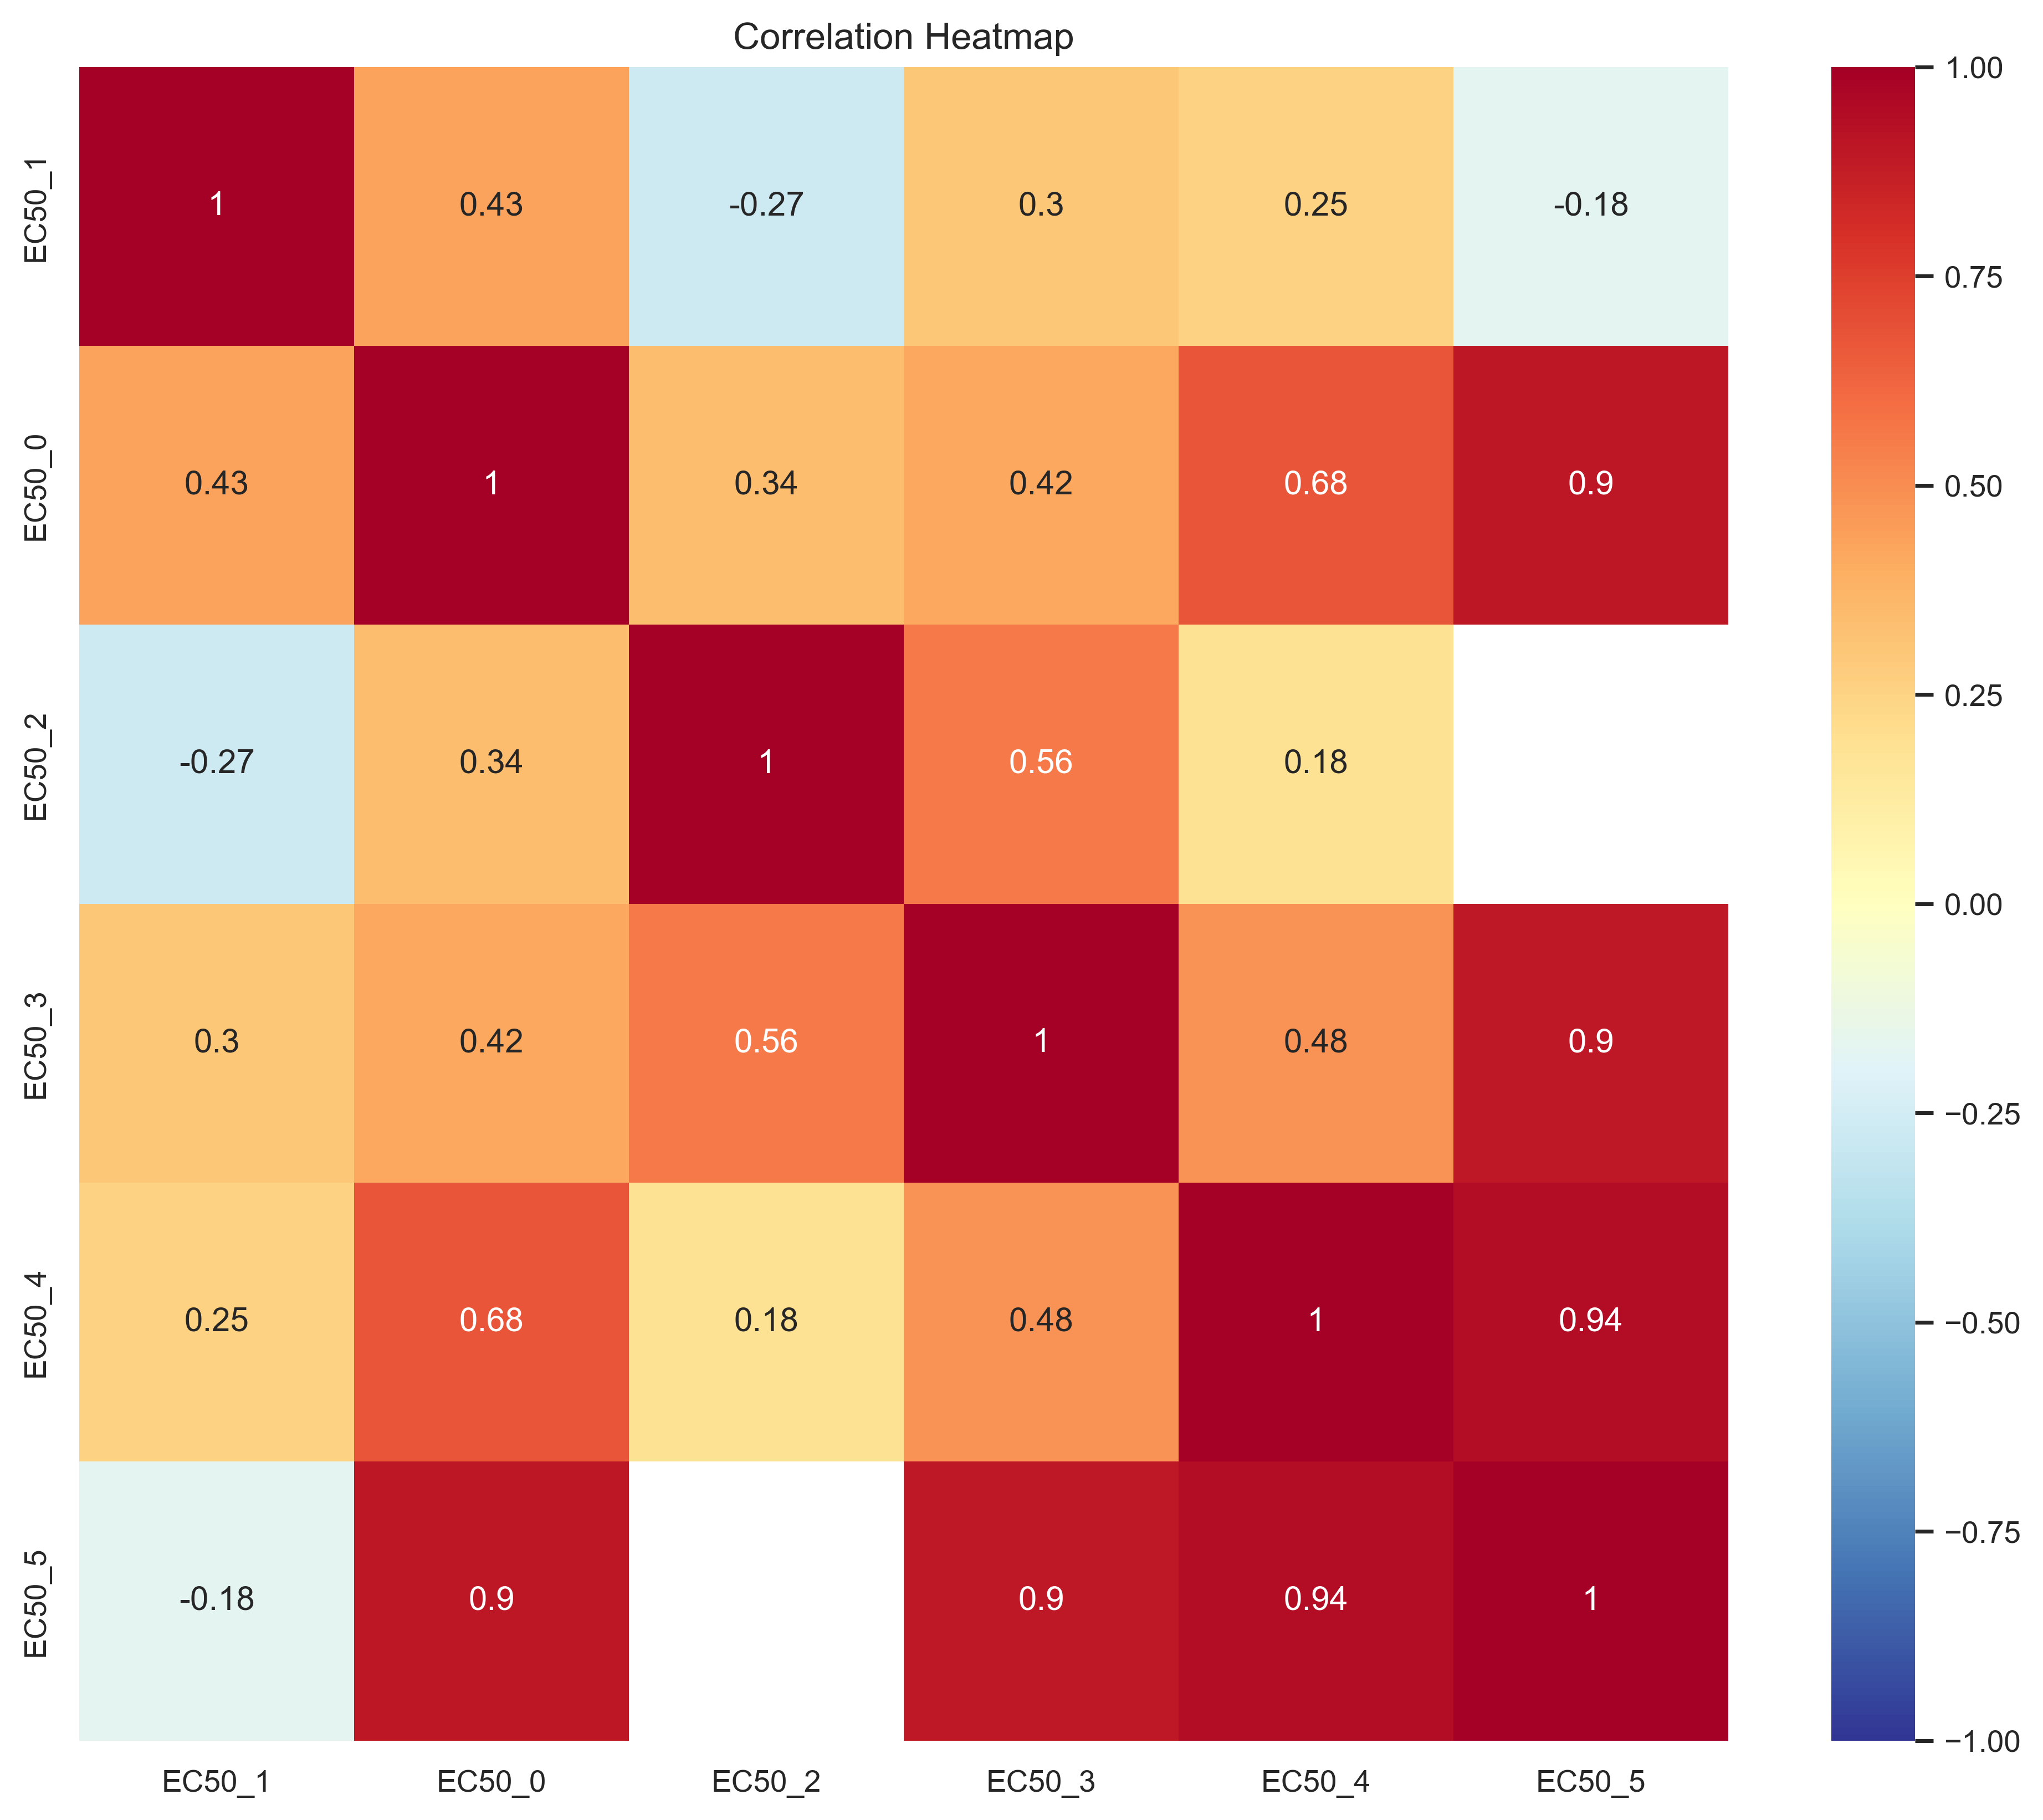 Correlation Heatmap
EC50_1 1 0.43 -0.27 0.3 0.25 -0.18
EC50_0 0.43 1 0.34 0.42 0.68 0.9
EC50_2 -0.27 0.34 1 0.56 0.18
EC50_3 0.3 0.42 0.56 1 0.48 0.9
EC50_4 0.25 0.68 0.18 0.48 1 0.94
EC50_5 -0.18 0.9 0.9 0.94 1
EC50_1 EC50_0 EC50_2 EC50_3 EC50_4 EC50_5
1.00
0.75
0.50
0.25
0.00
−0.25
−0.50
−0.75
−1.00